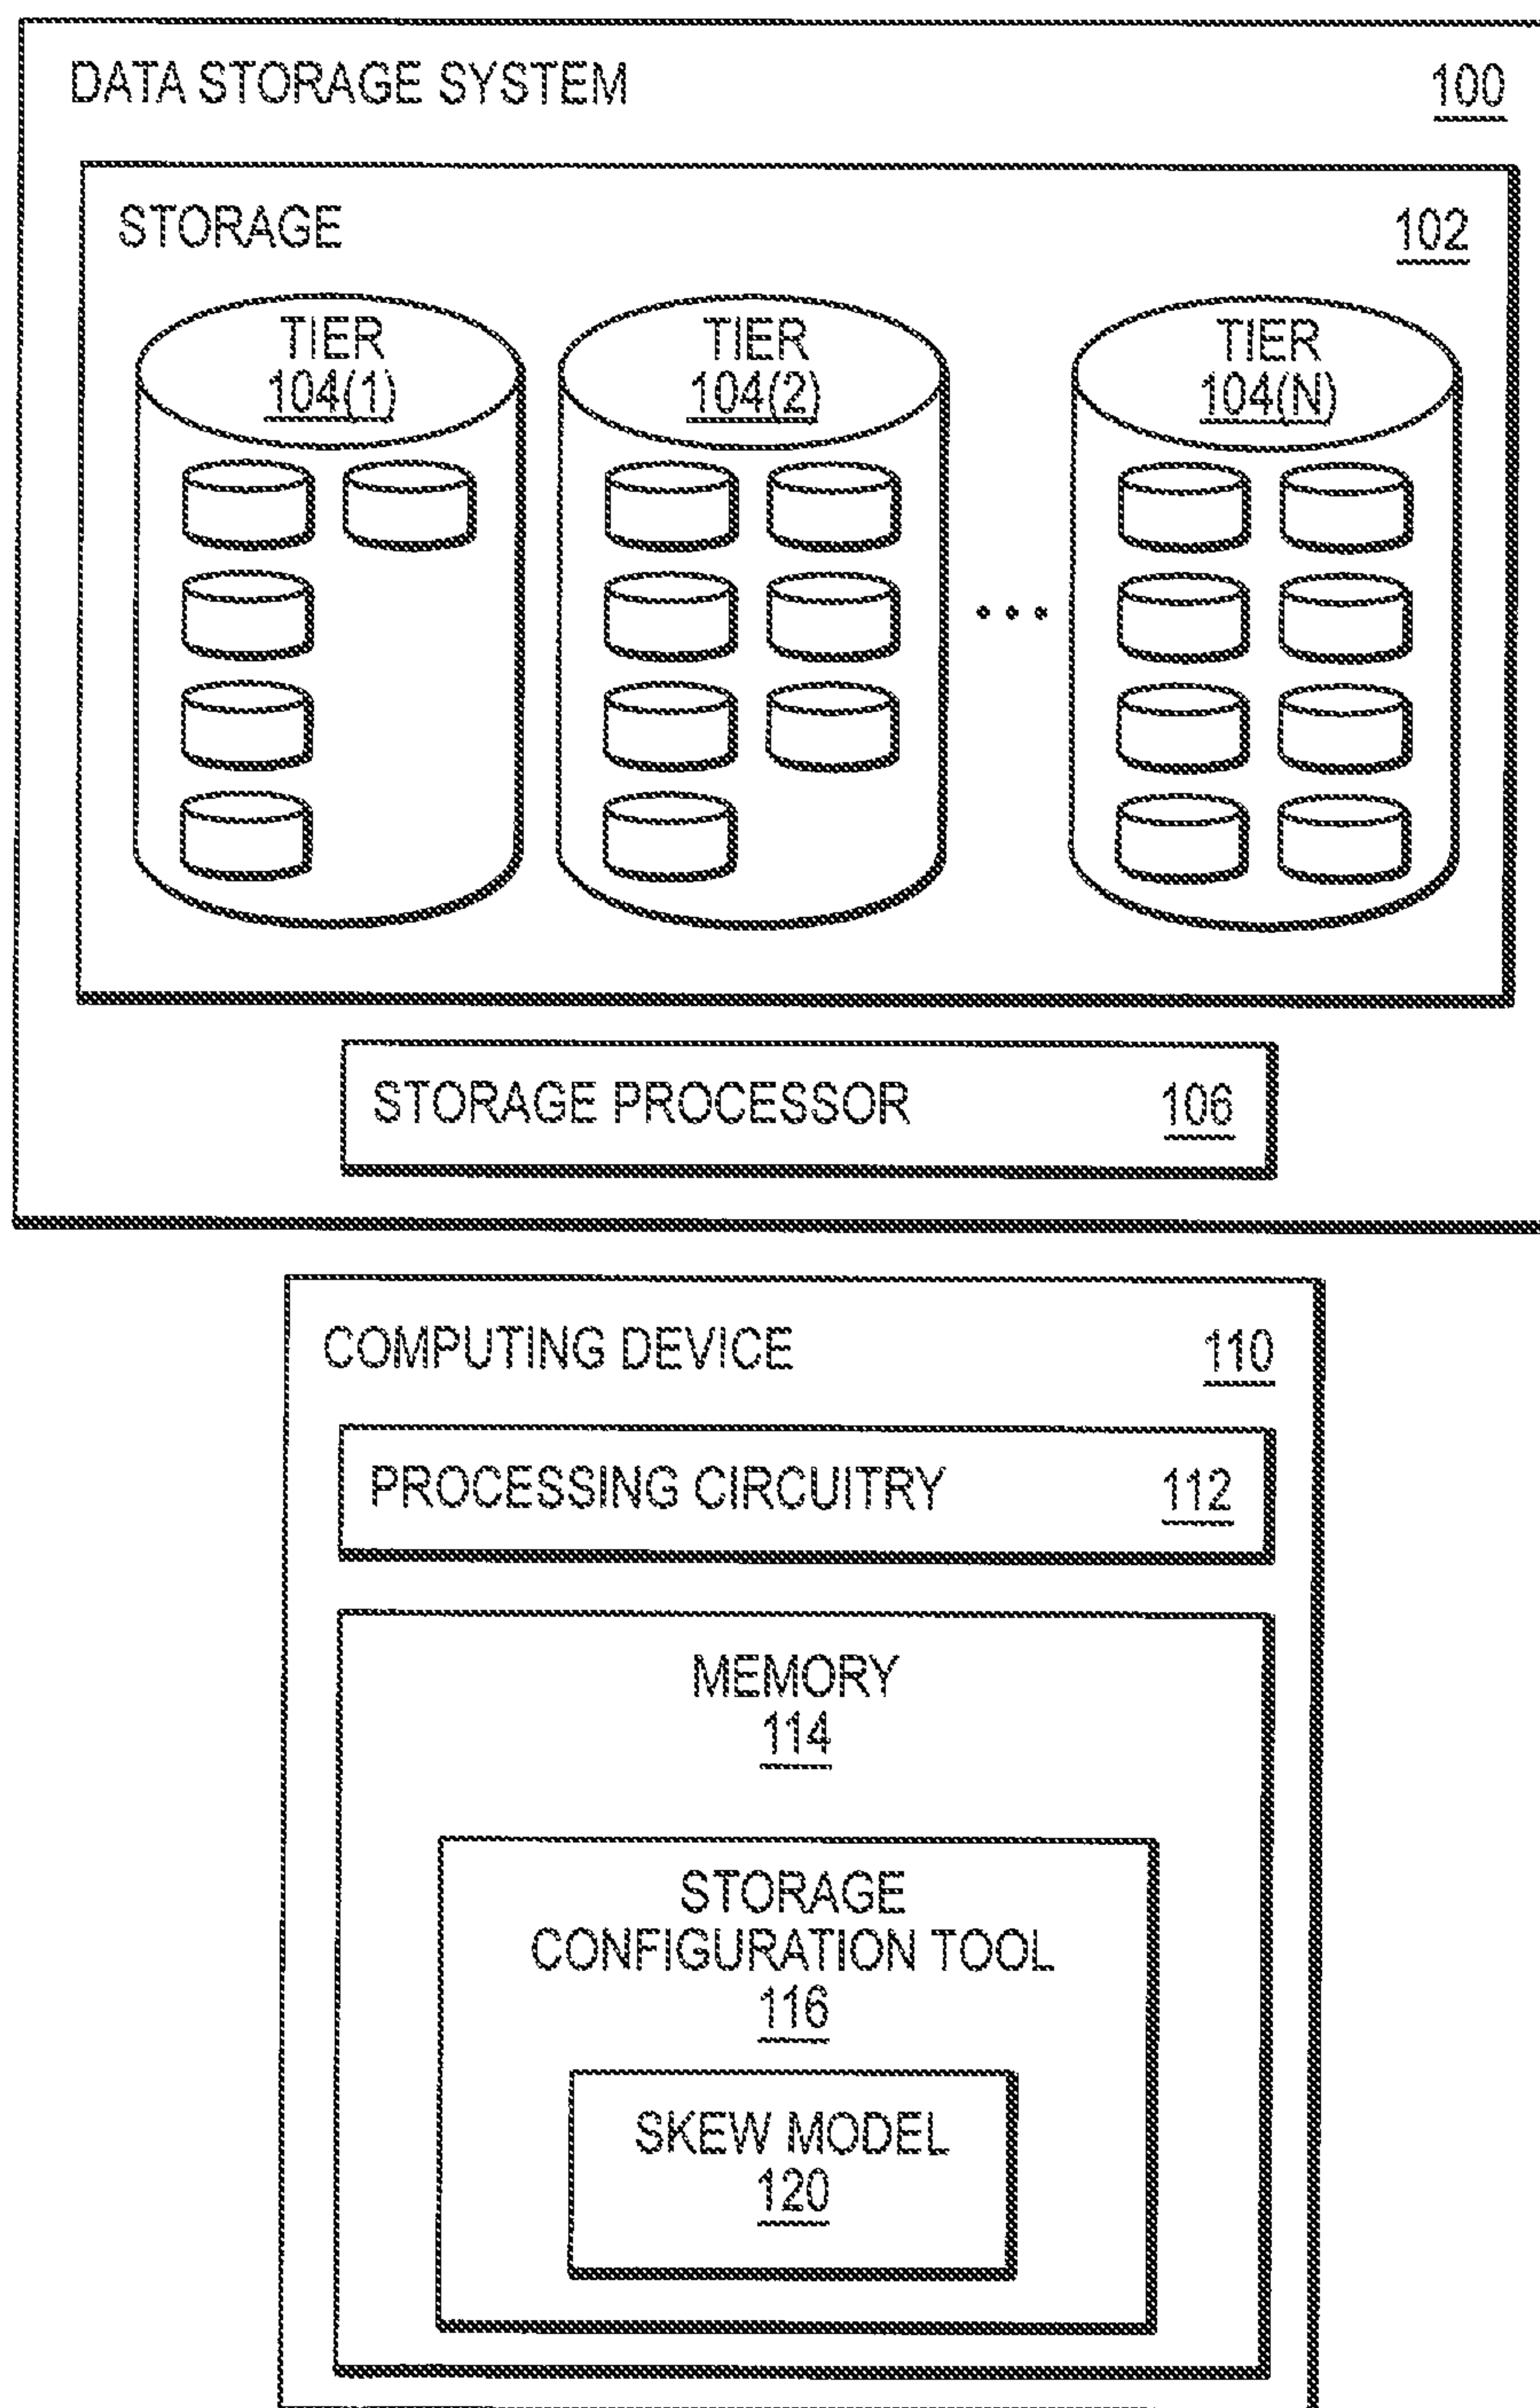 DATA STORAGE SYSTEM 100
STORAGE 102
TIER
104(1)
TIER
104(2)
TIER
104(N)
STORAGE PROCESSOR 106
COMPUTING DEVICE 110
PROCESSING CIRCUITRY 112
MEMORY
114
STORAGE
CONFIGURATION TOOL
116
SKEW MODEL
120